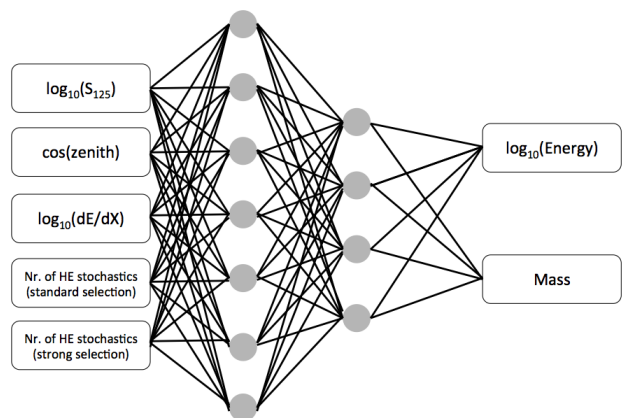 log₁₀(S₁₂₅)
cos(zenith)
log₁₀(dE/dX)
Nr. of HE stochastics
(standard selection)
Nr. of HE stochastics
(strong selection)
log₁₀(Energy)
Mass